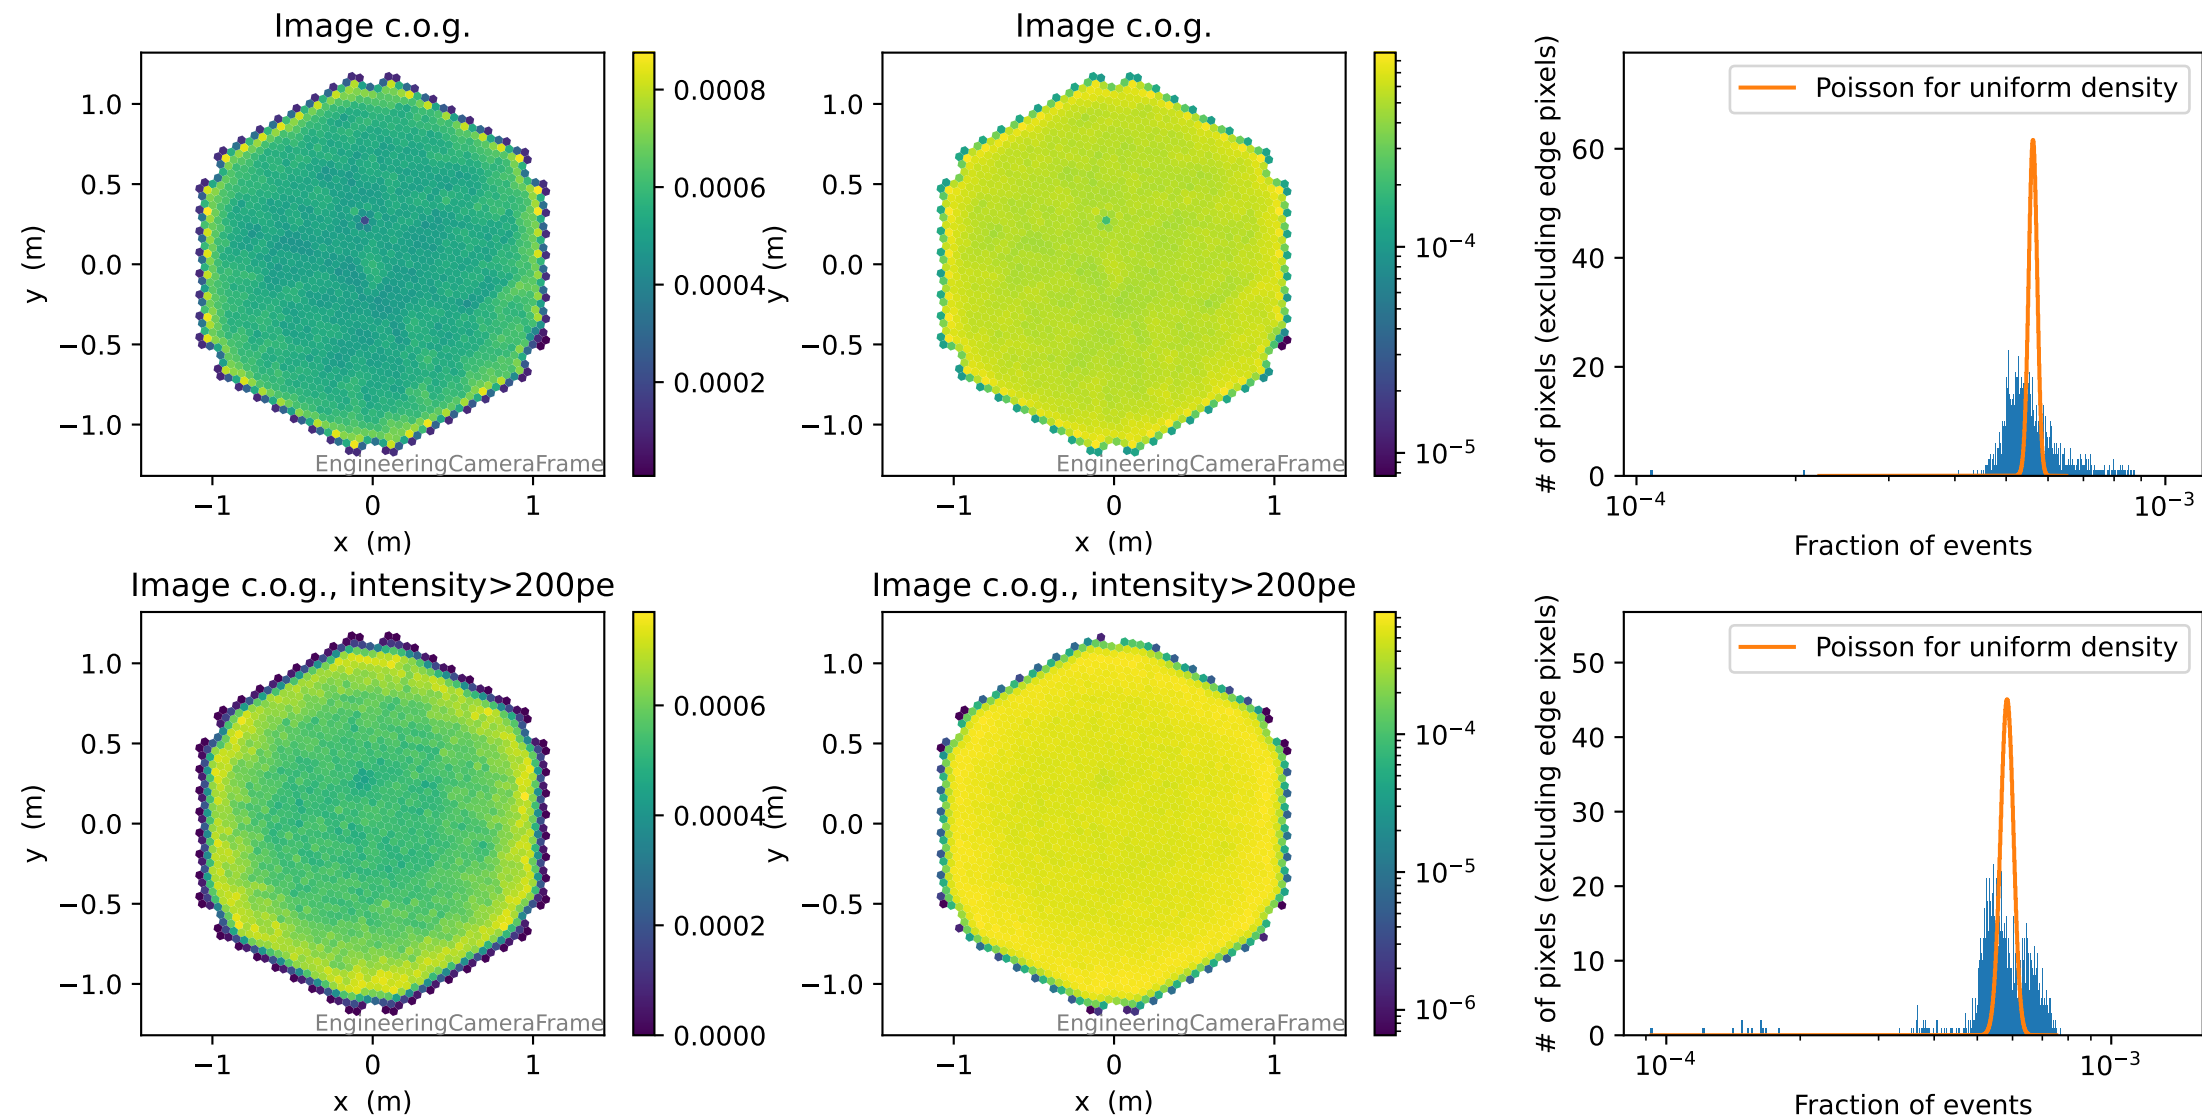 Image c.o.g.
1.0
0.5
0.0
−0.5
−1.0
y (m)
−1
0
1
x (m)
EngineeringCameraFrame
0.0008
0.0006
0.0004
0.0002
Image c.o.g.
1.0
0.5
0.0
−0.5
−1.0
y (m)
−1
0
1
x (m)
EngineeringCameraFrame
10⁻⁴
10⁻⁵
Poisson for uniform density
# of pixels (excluding edge pixels)
60
40
20
0
10⁻⁴
10⁻³
Fraction of events
Image c.o.g., intensity>200pe
1.0
0.5
0.0
−0.5
−1.0
y (m)
−1
0
1
x (m)
EngineeringCameraFrame
0.0006
0.0004
0.0002
0.0000
Image c.o.g., intensity>200pe
1.0
0.5
0.0
−0.5
−1.0
y (m)
−1
0
1
x (m)
EngineeringCameraFrame
10⁻⁴
10⁻⁵
10⁻⁶
Poisson for uniform density
# of pixels (excluding edge pixels)
50
40
30
20
10
0
10⁻⁴
10⁻³
Fraction of events